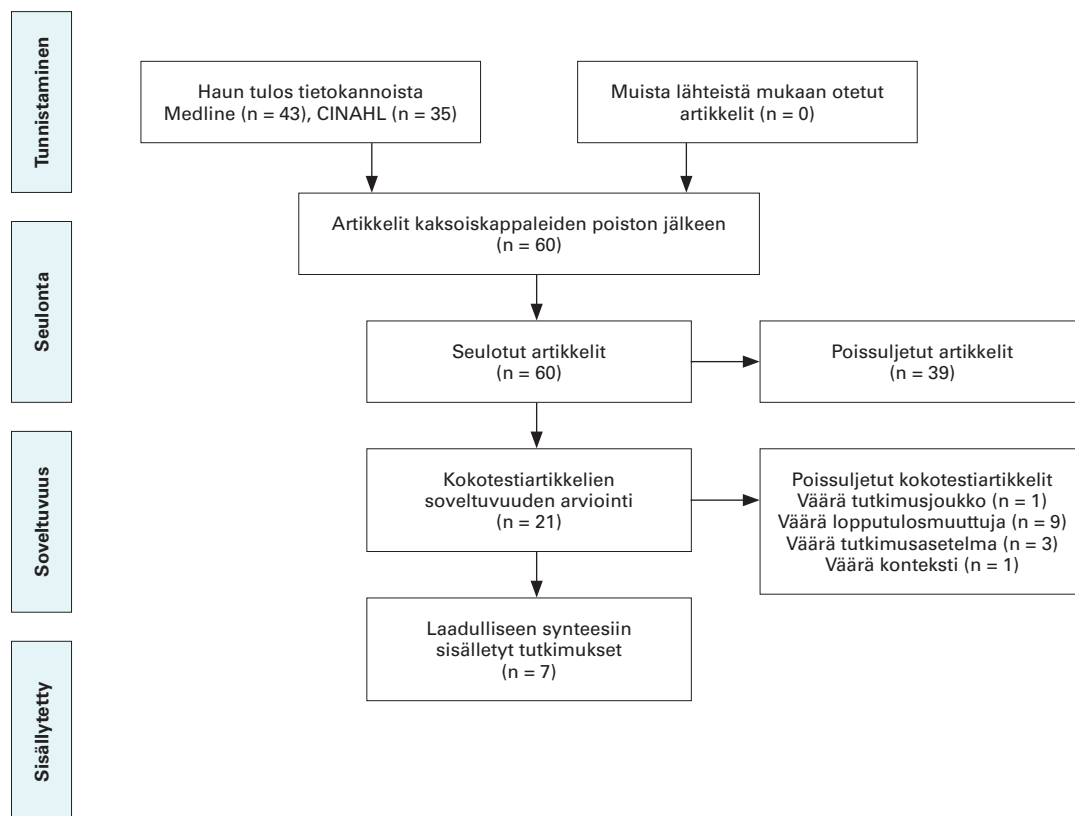 Tunnistaminen
Haun tulos tietokannoista
Medline (n = 43), CINAHL (n = 35)
Muista lähteistä mukaan otetut
artikkelit (n = 0)
Seulonta
Artikkelit kaksoiskappaleiden poiston jälkeen
(n = 60)
Seulotut artikkelit
(n = 60)
Poissuljetut artikkelit
(n = 39)
Soveltuvuus
Kokotestiartikkelien
soveltuvuuden arviointi
(n = 21)
Poissuljetut kokotestiartikkelit
Väärä tutkimusjoukko (n = 1)
Väärä lopputulosmuuttuja (n = 9)
Väärä tutkimusasetelma (n = 3)
Väärä konteksti (n = 1)
Sisällytetty
Laadulliseen synteesiin
sisälletyt tutkimukset
(n = 7)